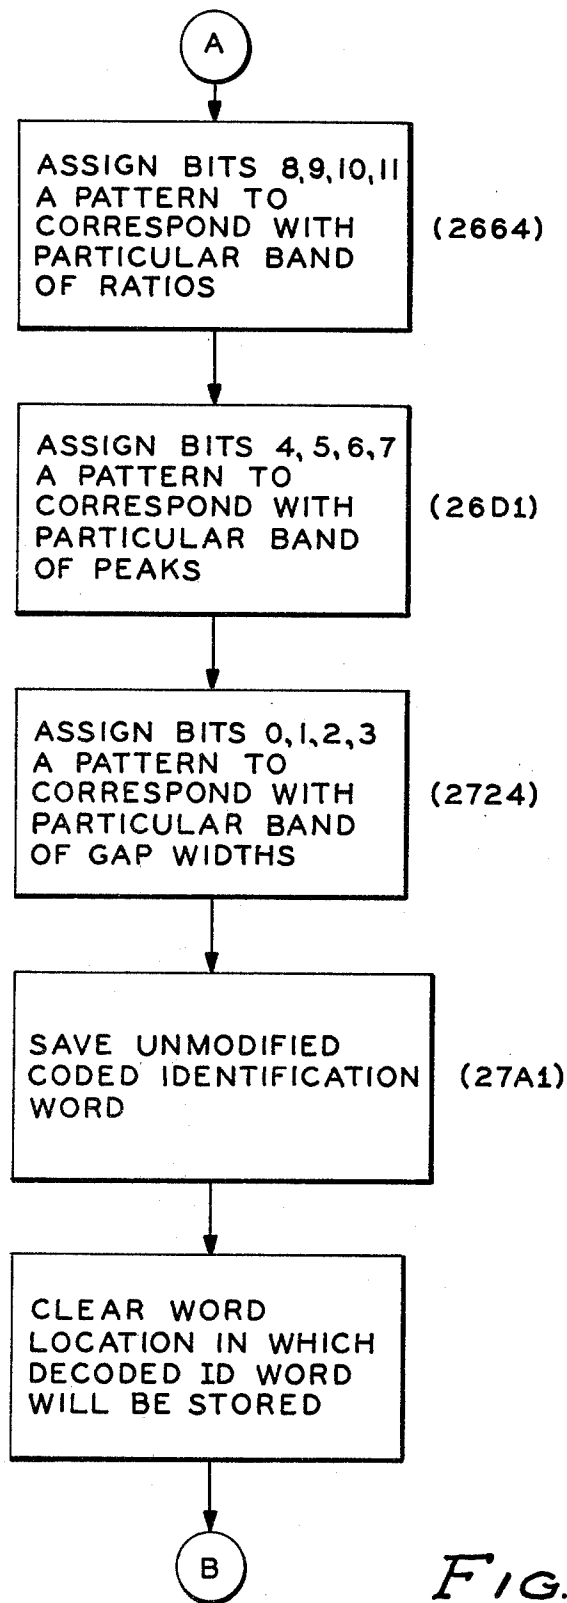 A
ASSIGN BITS 8,9,10,11
A PATTERN TO
CORRESPOND WITH
PARTICULAR BAND
OF RATIOS
(2664)
ASSIGN BITS 4,5,6,7
A PATTERN TO
CORRESPOND WITH
PARTICULAR BAND
OF PEAKS
(26D1)
ASSIGN BITS 0,1,2,3
A PATTERN TO
CORRESPOND WITH
PARTICULAR BAND
OF GAP WIDTHS
(2724)
SAVE UNMODIFIED
CODED IDENTIFICATION
WORD
(27A1)
CLEAR WORD
LOCATION IN WHICH
DECODED ID WORD
WILL BE STORED
B
FIG.